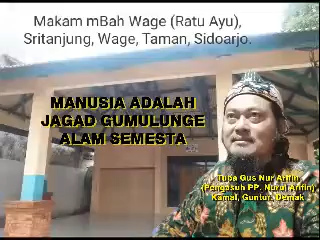 Makam mBah Wage (Ratu Ayu),
Sritanjung, Wage, Taman, Sidoarjo.
MANUSIA ADALAH
JAGAD GUMULUNGE
ALAM SEMESTA
Gus Nur Arifin
(Pengasuh PP. Nurul Arifin)
Kamal, Guntur, Demak